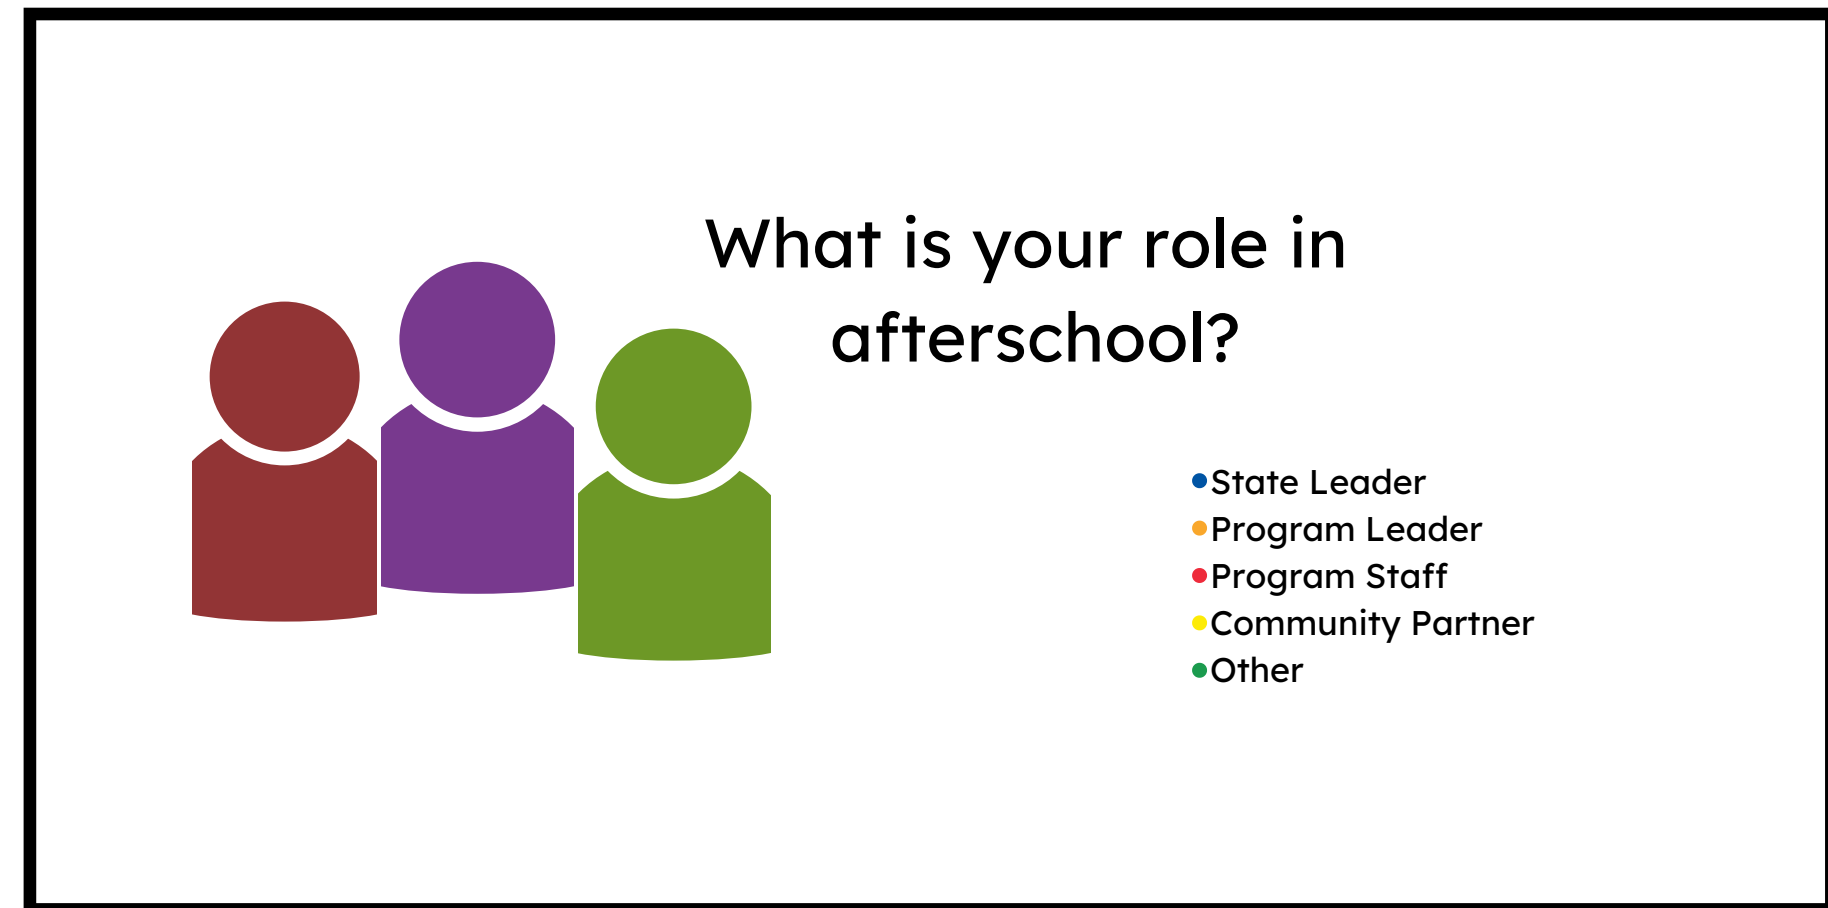 What is your role in
afterschool?
•State Leader
•Program Leader
•Program Staff
•Community Partner
•Other